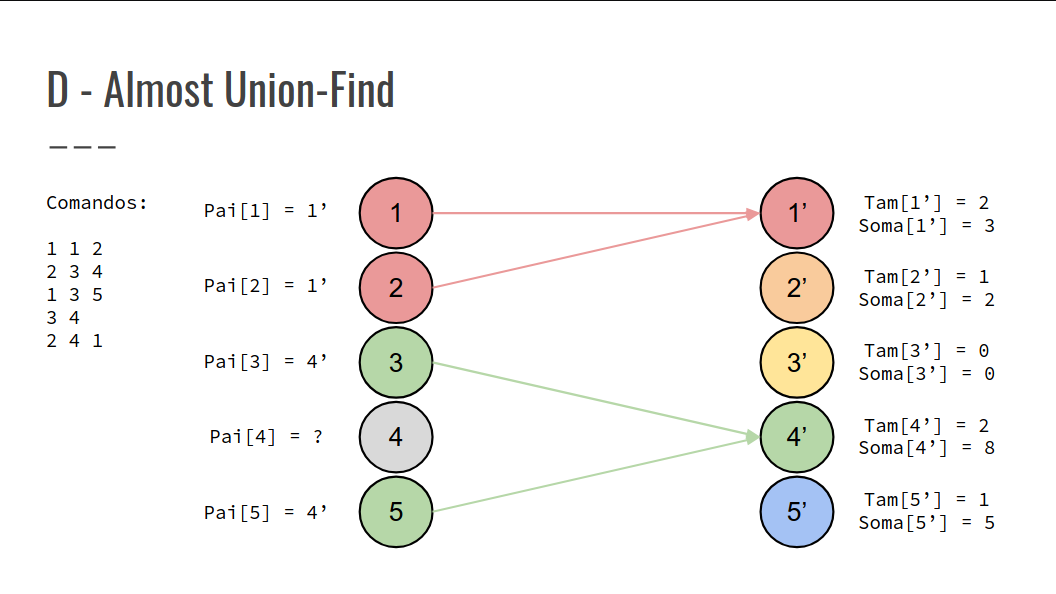 D - Almost Union-Find
Comandos:
1 1 2
2 3 4
1 3 5
3 4
2 4 1
Pai[1] = 1’
Pai[2] = 1’
Pai[3] = 4’
Pai[4] = ?
Pai[5] = 4’
1
2
3
4
5
1’
2’
3’
4’
5’
Tam[1’] = 2
Soma[1’] = 3
Tam[2’] = 1
Soma[2’] = 2
Tam[3’] = 0
Soma[3’] = 0
Tam[4’] = 2
Soma[4’] = 8
Tam[5’] = 1
Soma[5’] = 5